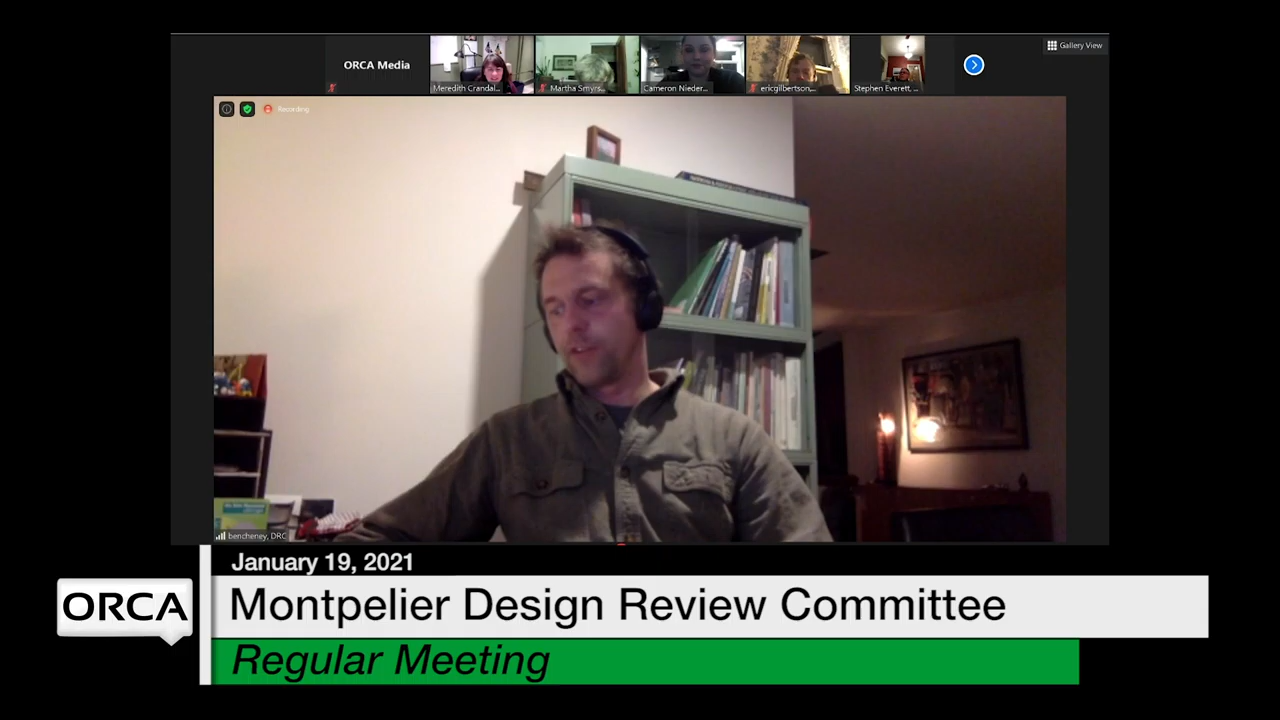 ORCA Media
Gallery View
Meredith Crandal...
Martha Smyrs...
Cameron Nieder...
ericgilbertson,...
Stephen Everett, ...
Recording
bencheney, DRC
January 19, 2021
ORCA
Montpelier Design Review Committee
Regular Meeting